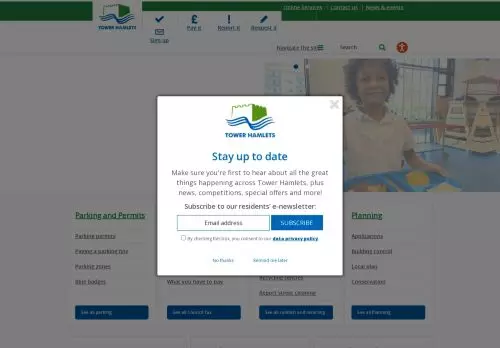 Online Services
Contact us
News & events
TOWER HAMLETS
Sign up
Pay it
Report it
Request it
Navigate the site
Search
TOWER HAMLETS
Stay up to date
Make sure you're first to hear about all the great
things happening across Tower Hamlets, plus
news, competitions, special offers and more!
Subscribe to our residents' e-newsletter:
Email address
SUBSCRIBE
By checking this box, you consent to our data privacy policy.
No thanks
Remind me later
Parking and Permits
Parking permits
Paying a parking fine
Parking zones
Blue badges
See all parking
What you have to pay
See all Council Tax
Recycling centres
Report street cleaning
See all rubbish and recycling
Planning
Applications
Building control
Local plan
Conservation
See all Planning